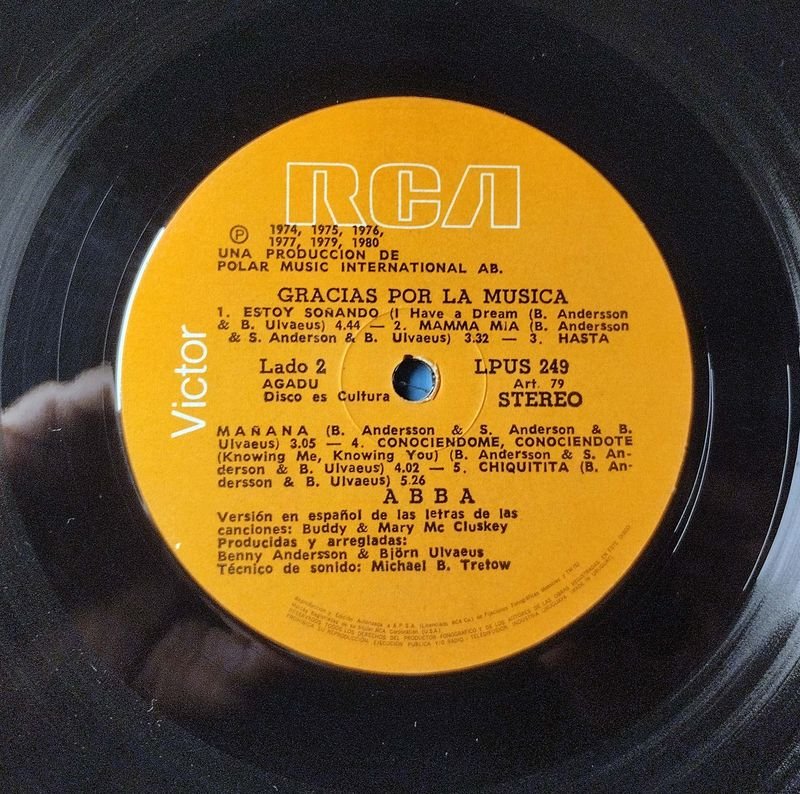 RCA
Ⓟ 1974, 1975, 1976,
1977, 1979, 1980
UNA PRODUCCION DE
POLAR MUSIC INTERNATIONAL AB.
GRACIAS POR LA MUSICA
1. ESTOY SOÑANDO (I Have a Dream (B. Andersson
& B. Ulvaeus) 4.44 — 2. MAMMA MIA (B. Andersson
& S. Anderson & B. Ulvaeus) 3.32 — 3. HASTA
Lado 2
AGADU
Disco es Cultura
LPUS 249
Art. 79
STEREO
Victor
MAÑANA (B. Andersson & S. Anderson & B.
Ulvaeus) 3.05 — 4. CONOCIENDOME, CONOCIENDOTE
(Knowing Me, Knowing You) (B. Andersson & S. An-
derson & B. Ulvaeus) 4.02 — 5. CHIQUITITA (B. An-
dersson & B. Ulvaeus) 5.26
ABBA
Versión en español de las letras de las
canciones: Buddy & Mary Mc Cluskey
Producidas y arregladas:
Benny Andersson & Björn Ulvaeus
Técnico de sonido: Michael B. Tretow